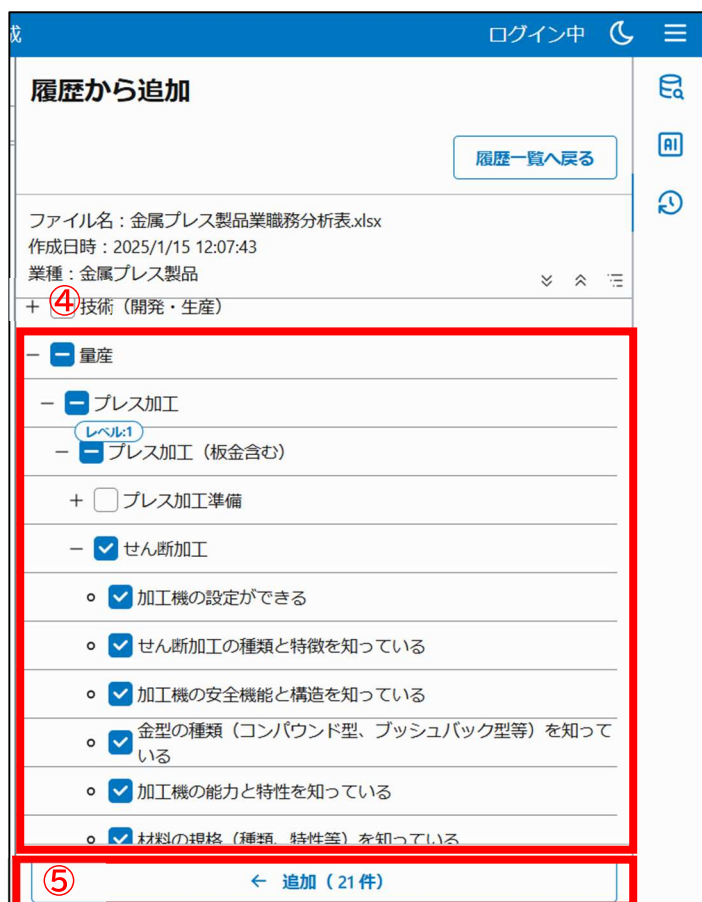 成 ログイン中
履歴から追加
AI
履歴一覧へ戻る
ファイル名：金属プレス製品業職務分析表.xlsx
作成日時：2025/1/15 12:07:43
業種：金属プレス製品
④
+ 技術（開発・生産）
− 量産
− プレス加工
レベル:1
− プレス加工（板金含む）
+ プレス加工準備
− せん断加工
加工機の設定ができる
せん断加工の種類と特徴を知っている
加工機の安全機能と構造を知っている
金型の種類（コンパウンド型、ブッシュバック型等）を知って
いる
加工機の能力と特性を知っている
材料の規格（種類、特性等）を知っている
⑤
← 追加（21件）